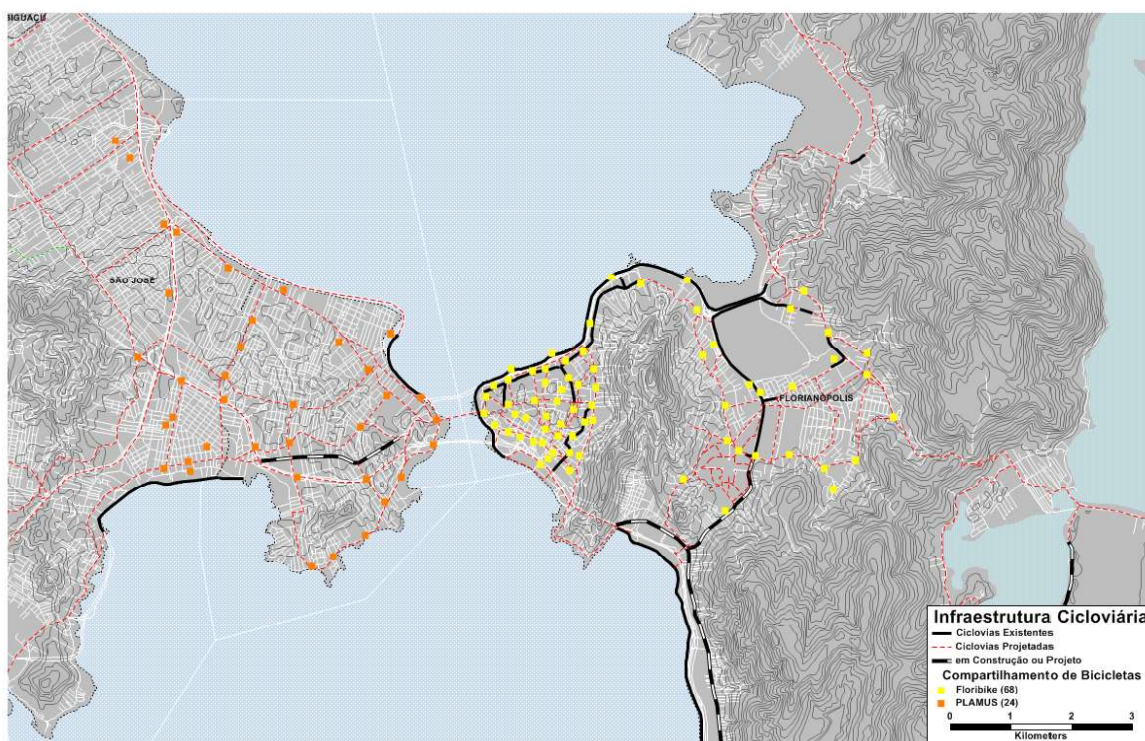 BIGUAÇU
SÃO JOSÉ
FLORIANÓPOLIS
Infraestrutura Cicloviária
Ciclovias Existentes
Ciclovias Projetadas
em Construção ou Projeto
Compartilhamento de Bicicletas
Floribike (68)
PLAMUS (24)
0 1 2 3
Kilometers